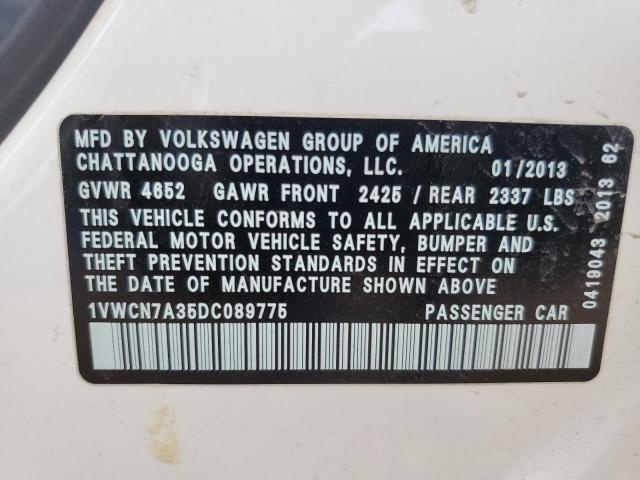 MFD BY VOLKSWAGEN GROUP OF AMERICA
CHATTANOOGA OPERATIONS, LLC. 01/2013
GVWR 4652 GAWR FRONT 2425 / REAR 2337 LBS
THIS VEHICLE CONFORMS TO ALL APPLICABLE U.S.
FEDERAL MOTOR VEHICLE SAFETY, BUMPER AND
THEFT PREVENTION STANDARDS IN EFFECT ON
THE DATE OF MANUFACTURE SHOWN ABOVE
1VWCN7A35DC089775 PASSENGER CAR
0419043 2013 62